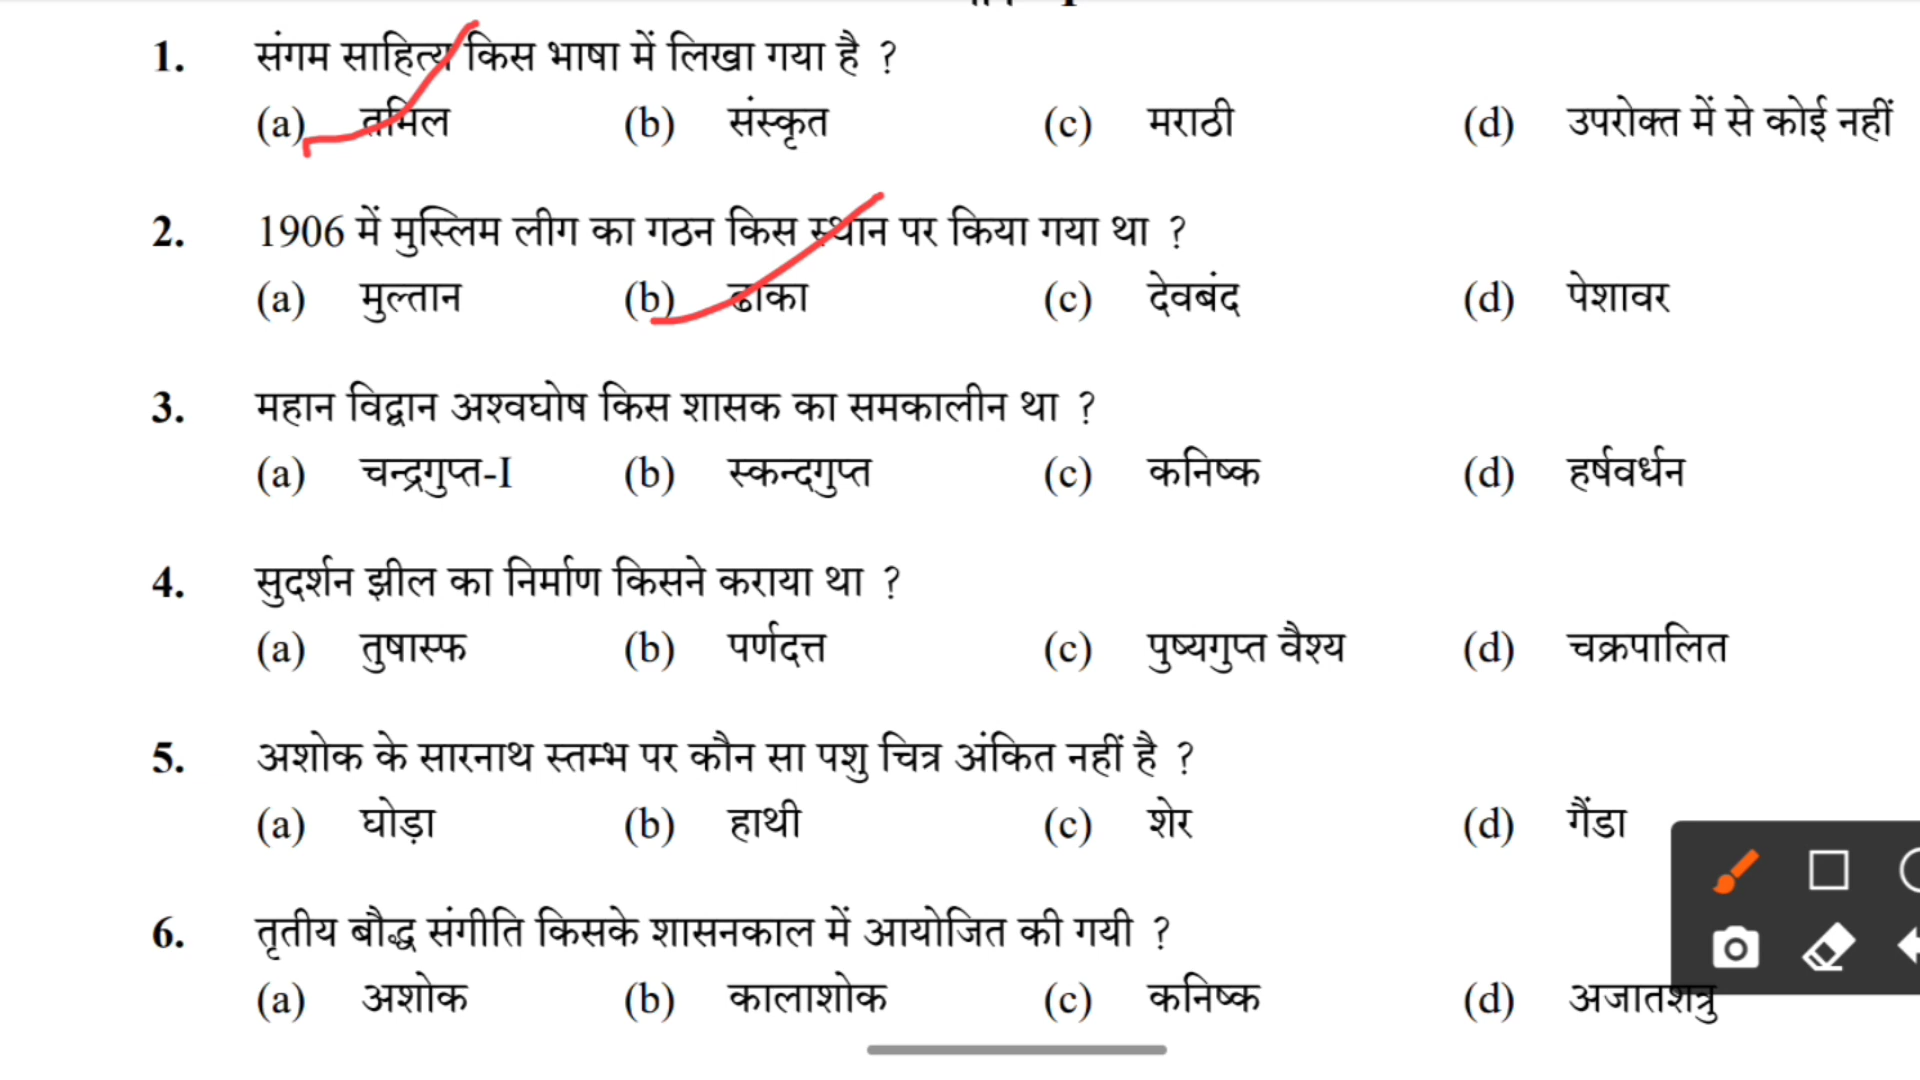 1. संगम साहित्य किस भाषा में लिखा गया है ?
(a) तमिल (b) संस्कृत (c) मराठी (d) उपरोक्त में से कोई नहीं
2. 1906 में मुस्लिम लीग का गठन किस स्थान पर किया गया था ?
(a) मुल्तान (b) ढाका (c) देवबंद (d) पेशावर
3. महान विद्वान अश्वघोष किस शासक का समकालीन था ?
(a) चन्द्रगुप्त-I (b) स्कन्दगुप्त (c) कनिष्क (d) हर्षवर्धन
4. सुदर्शन झील का निर्माण किसने कराया था ?
(a) तुषास्फ (b) पर्णदत्त (c) पुष्यगुप्त वैश्य (d) चक्रपालित
5. अशोक के सारनाथ स्तम्भ पर कौन सा पशु चित्र अंकित नहीं है ?
(a) घोड़ा (b) हाथी (c) शेर (d) गैंडा
6. तृतीय बौद्ध संगीति किसके शासनकाल में आयोजित की गयी ?
(a) अशोक (b) कालाशोक (c) कनिष्क (d) अजातशत्रु